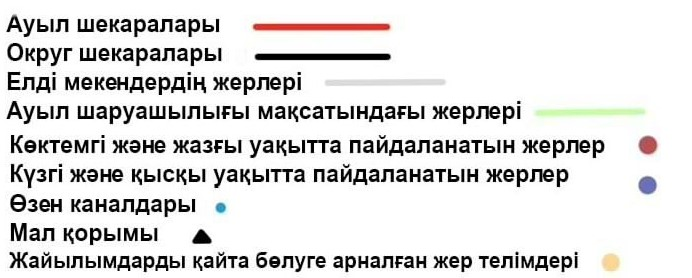 Ауыл шекаралары
Округ шекаралары
Елді мекендердің жерлері
Ауыл шаруашылығы мақсатындағы жерлері
Көктемгі және жазғы уақытта пайдаланатын жерлер
Күзгі және қысқы уақытта пайдаланатын жерлер
Өзен каналдары
Мал қорымы
Жайылымдарды қайта бөлуге арналған жер телімдері